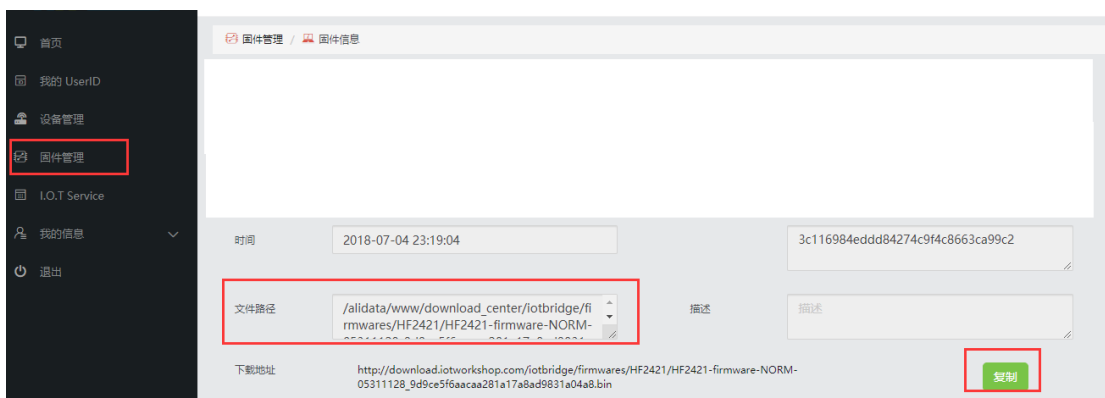 首页
我的 UserID
设备管理
固件管理
I.O.T Service
我的信息
退出
固件管理 / 固件信息
时间
2018-07-04 23:19:04
3c116984eddd84274c9f4c8663ca99c2
文件路径
/alidata/www/download_center/iotbridge/fi
rmwares/HF2421/HF2421-firmware-NORM-
描述
描述
下载地址
http://download.iotworkshop.com/iotbridge/firmwares/HF2421/HF2421-firmware-NORM-
05311128_9d9ce5f6aacaa281a17a8ad9831a04a8.bin
复制